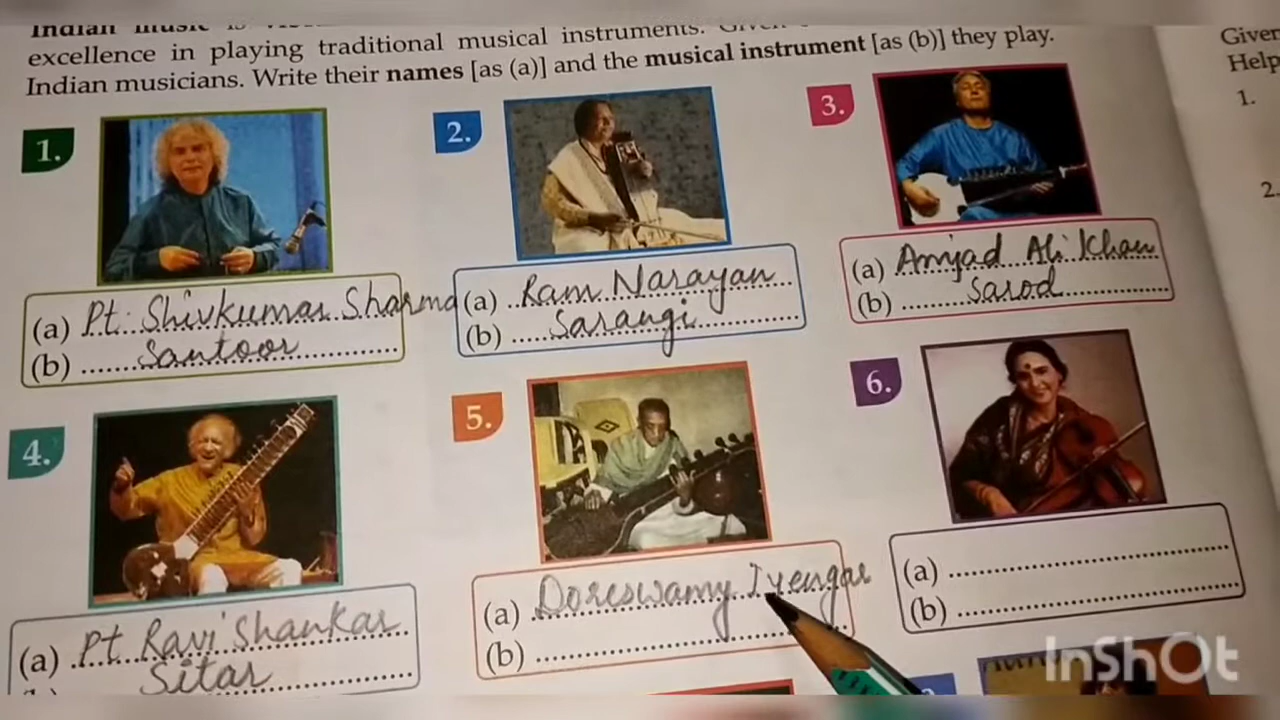 excellence in playing traditional musical instruments.
Indian musicians. Write their names [as (a)] and the musical instrument [as (b)] they play.
Given
Help
1.
2.
1.
2.
3.
(a) Pt. Shivkumar Sharma
(b) Santoor
(a) Ram Narayan
(b) Sarangi
(a) Amjad Ali Khan
(b) Sarod
4.
5.
6.
(a) Pt Ravi Shankar
Sitar
(a) Doreswamy Iyengar
(b)
(a)
(b)
InShOt